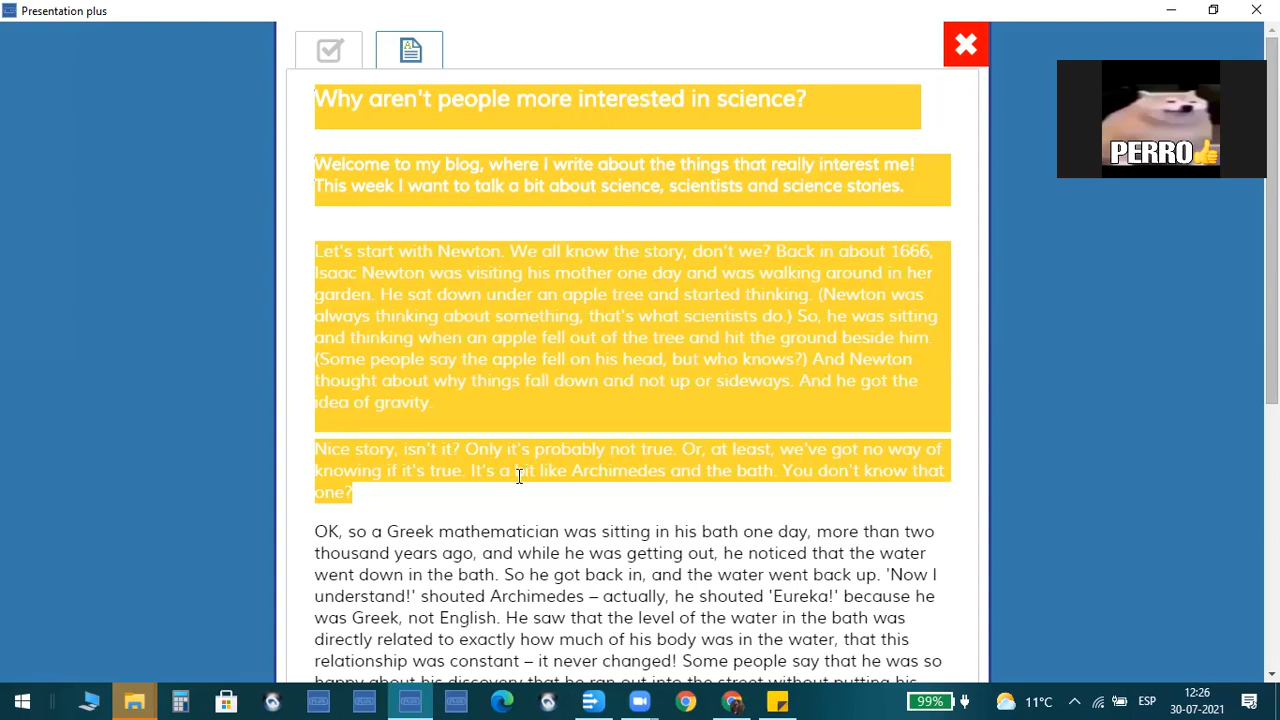 Presentation plus
Why aren't people more interested in science?
PERRO
Welcome to my blog, where I write about the things that really interest me!
This week I want to talk a bit about science, scientists and science stories.
Let's start with Newton. We all know the story, don't we? Back in about 1666,
Isaac Newton was visiting his mother one day and was walking around in her
garden. He sat down under an apple tree and started thinking. (Newton was
always thinking about something, that's what scientists do.) So, he was sitting
and thinking when an apple fell out of the tree and hit the ground beside him.
(Some people say the apple fell on his head, but who knows?) And Newton
thought about why things fall down and not up or sideways. And he got the
idea of gravity.
Nice story, isn't it? Only it's probably not true. Or, at least, we've got no way of
knowing if it's true. It's a bit like Archimedes and the bath. You don't know that
one?
OK, so a Greek mathematician was sitting in his bath one day, more than two
thousand years ago, and while he was getting out, he noticed that the water
went down in the bath. So he got back in, and the water went back up. 'Now I
understand!' shouted Archimedes – actually, he shouted 'Eureka!' because he
was Greek, not English. He saw that the level of the water in the bath was
directly related to exactly how much of his body was in the water, that this
relationship was constant – it never changed! Some people say that he was so
happy about his discovery that he ran out into the street without putting his
99%
11°C
ESP
12:26
30-07-2021